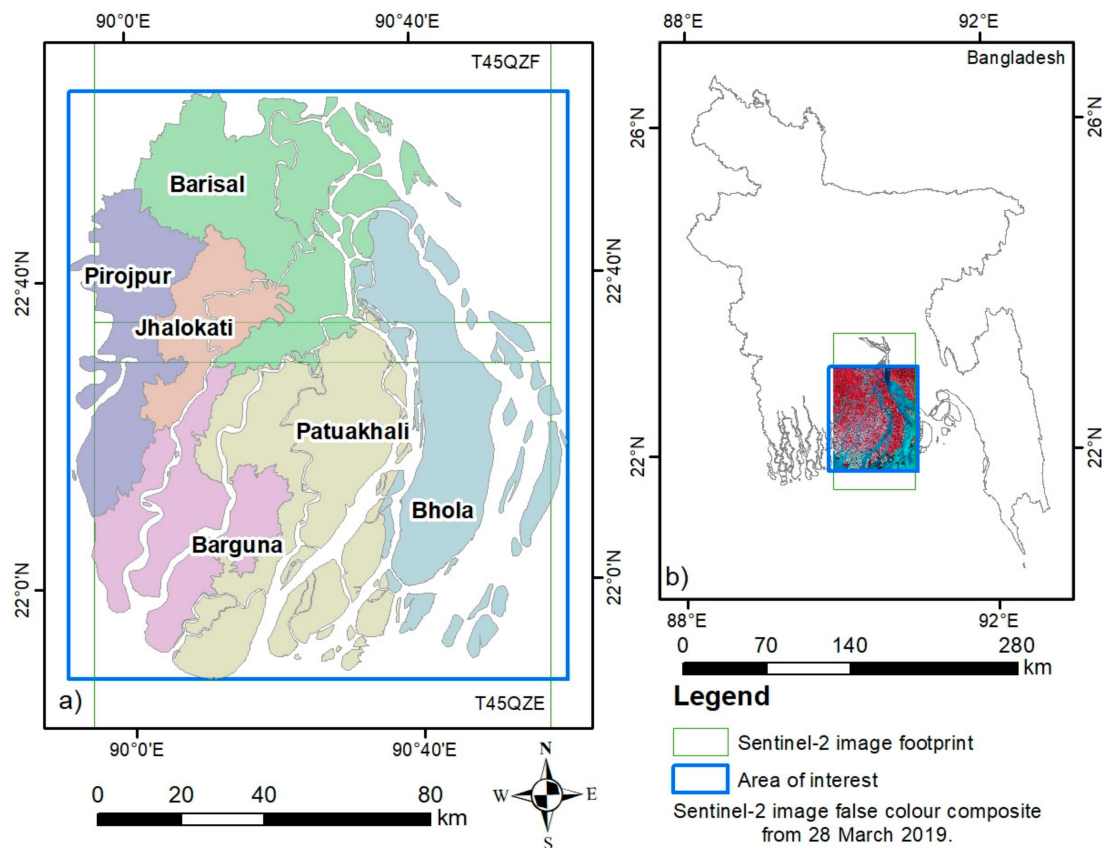 90°0'E
90°40'E
T45QZF
22°40'N
22°40'N
22°0'N
22°0'N
Barisal
Pirojpur
Jhalokati
Patuakhali
Bhola
Barguna
a)
T45QZE
90°0'E
90°40'E
0 20 40 80
km
N
W E
S
88°E
92°E
Bangladesh
26°N
26°N
22°N
22°N
b)
88°E
92°E
0 70 140 280
km
Legend
Sentinel-2 image footprint
Area of interest
Sentinel-2 image false colour composite
from 28 March 2019.